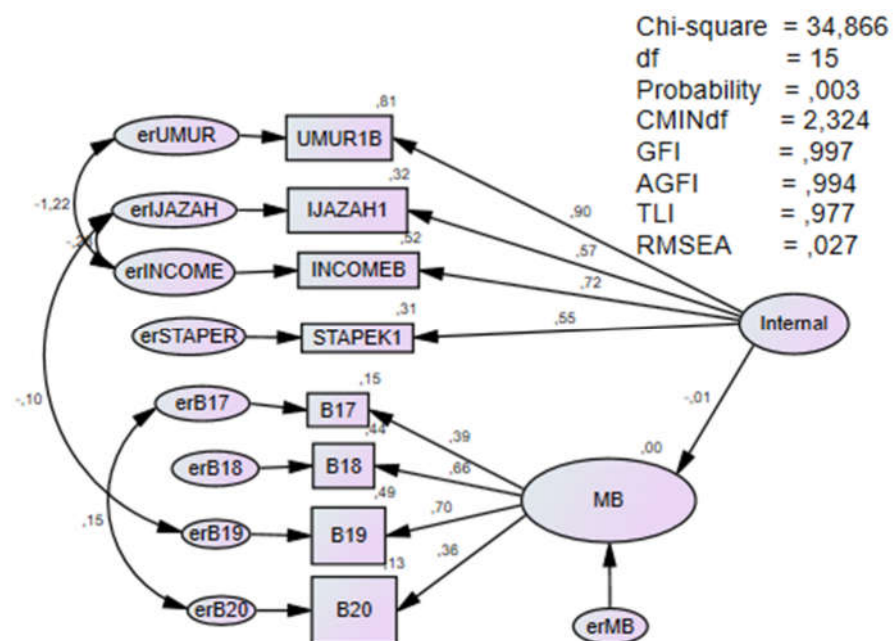 Chi-square = 34,866
df = 15
Probability = ,003
CMINdf = 2,324
GFI = ,997
AGFI = ,994
TLI = ,977
RMSEA = ,027
,81
erUMUR
UMUR1B
,32
-1,22
erIJAZAH
IJAZAH1
,90
,57
,52
erINCOME
INCOMEB
,72
,31
erSTAPER
STAPEK1
,55
Internal
,15
erB17
B17
-,10
-,01
,44
,39
erB18
B18
,66
,00
,49
MB
,15
erB19
B19
,70
,36
,13
erB20
B20
erMB